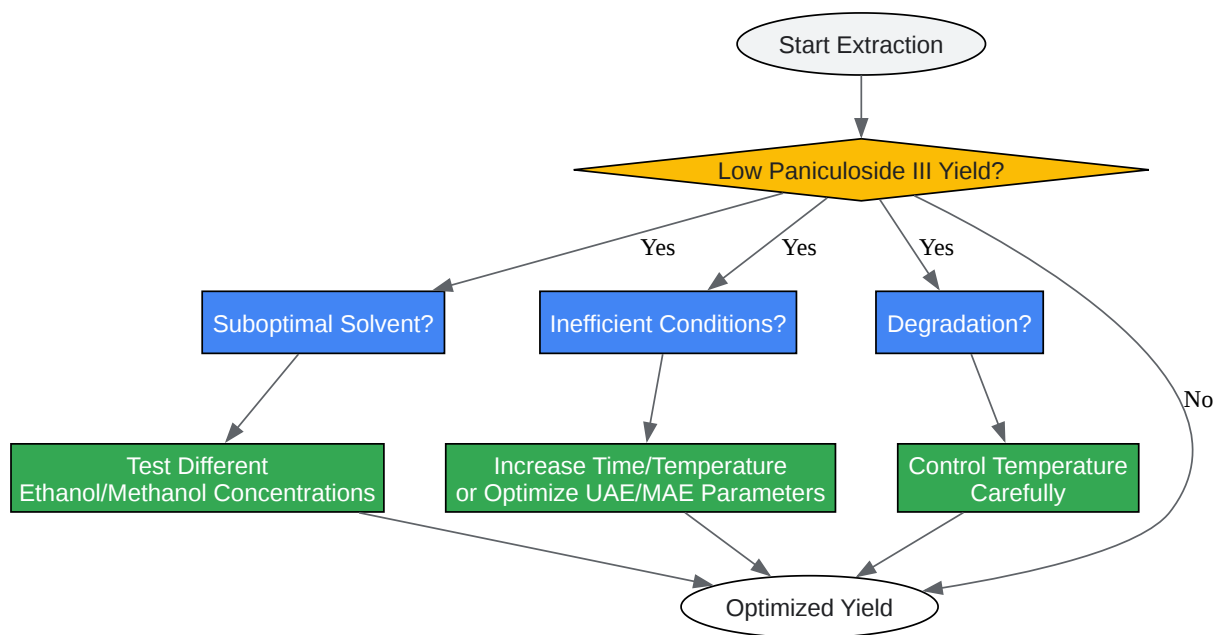 Start Extraction
Low Paniculoside III Yield?
Yes
Yes
Yes
Suboptimal Solvent?
Inefficient Conditions?
Degradation?
No
Test Different
Ethanol/Methanol Concentrations
Increase Time/Temperature
or Optimize UAE/MAE Parameters
Control Temperature
Carefully
Optimized Yield